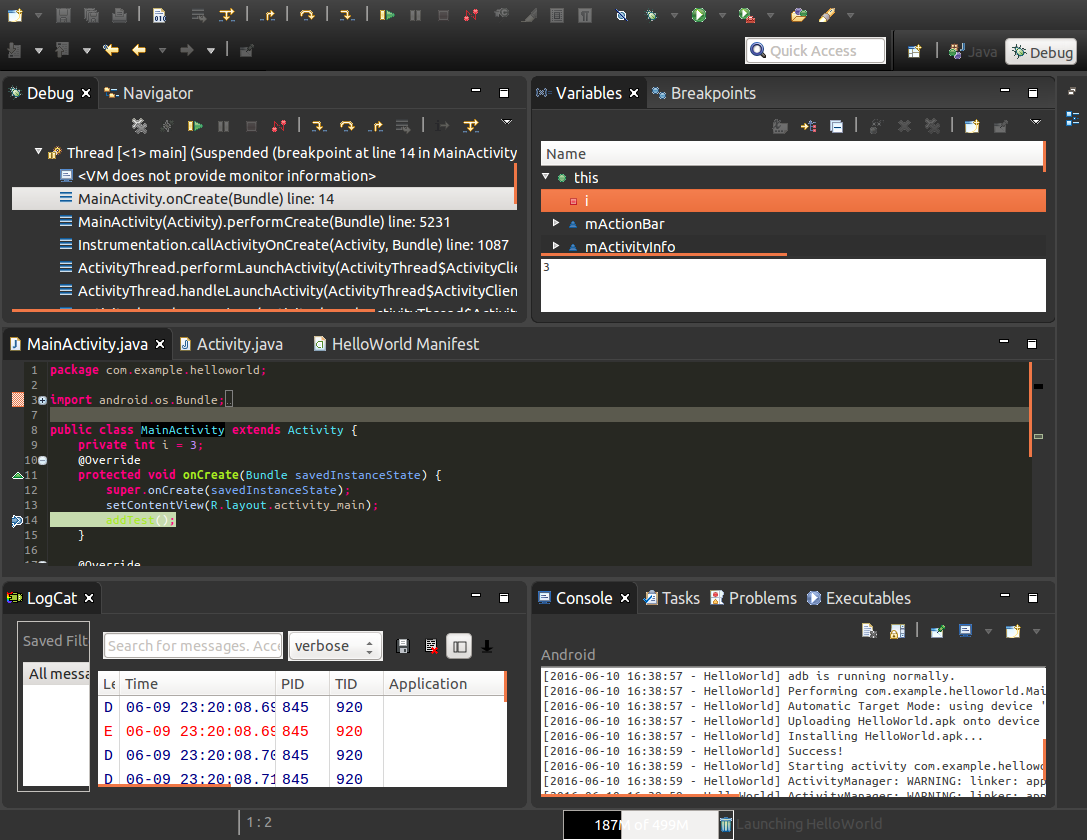 Quick Access
Java
Debug
Debug
Navigator
Thread [<1> main] (Suspended (breakpoint at line 14 in MainActivity
<VM does not provide monitor information>
MainActivity.onCreate(Bundle) line: 14
MainActivity(Activity).performCreate(Bundle) line: 5231
Instrumentation.callActivityOnCreate(Activity, Bundle) line: 1087
ActivityThread.performLaunchActivity(ActivityThread$ActivityClie
ActivityThread.handleLaunchActivity(ActivityThread$ActivityClien
Variables
Breakpoints
Name
this
i
mActionBar
mActivityInfo
3
MainActivity.java
Activity.java
HelloWorld Manifest
1 package com.example.helloworld;
2
3 import android.os.Bundle;
7
8 public class MainActivity extends Activity {
9 private int i = 3;
10 @Override
11 protected void onCreate(Bundle savedInstanceState) {
12 super.onCreate(savedInstanceState);
13 setContentView(R.layout.activity_main);
14 addTest();
15 }
16
17 @Override
LogCat
Saved Filt
All messa
Search for messages. Acce
verbose
Le Time PID TID Application
D 06-09 23:20:08.69 845 920
E 06-09 23:20:08.69 845 920
D 06-09 23:20:08.70 845 920
D 06-09 23:20:08.71 845 920
Console
Tasks
Problems
Executables
Android
[2016-06-10 16:38:57 - HelloWorld] adb is running normally.
[2016-06-10 16:38:57 - HelloWorld] Performing com.example.helloworld.Mai
[2016-06-10 16:38:57 - HelloWorld] Automatic Target Mode: using device '
[2016-06-10 16:38:57 - HelloWorld] Uploading HelloWorld.apk onto device
[2016-06-10 16:38:57 - HelloWorld] Installing HelloWorld.apk...
[2016-06-10 16:38:59 - HelloWorld] Success!
[2016-06-10 16:38:59 - HelloWorld] Starting activity com.example.hellowo
[2016-06-10 16:38:59 - HelloWorld] ActivityManager: WARNING: linker: app
1 : 2
187M of 499M
Launching HelloWorld